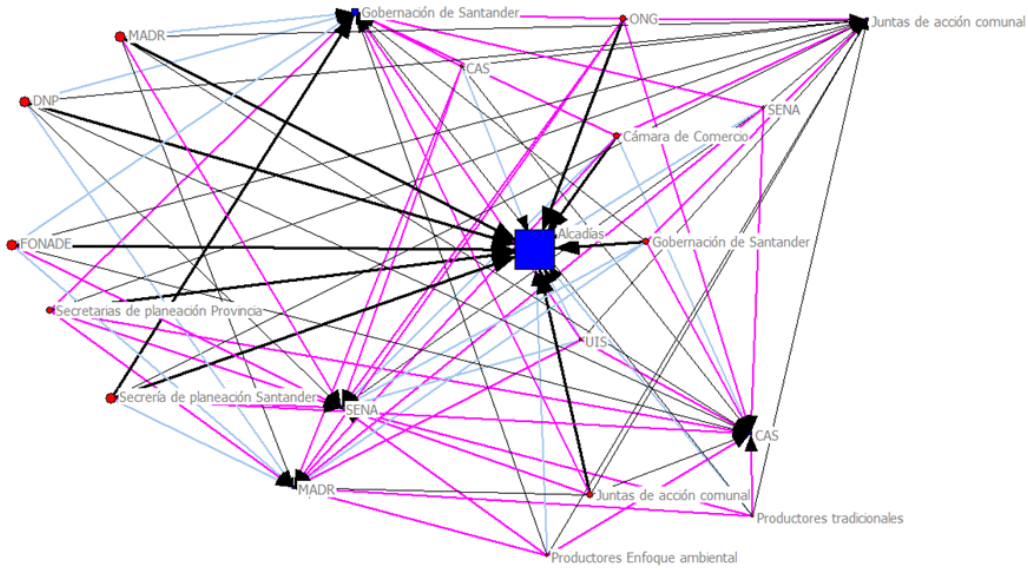 Gobernación de Santander
ONG
Juntas de acción comunal
MADR
CAS
DNP
SENA
Cámara de Comercio
Alcadías
Gobernación de Santander
FONADE
Secretarias de planeación Provincia
UIS
Secrería de planeación Santander
SENA
CAS
MADR
Juntas de acción comunal
Productores tradicionales
Productores Enfoque ambiental